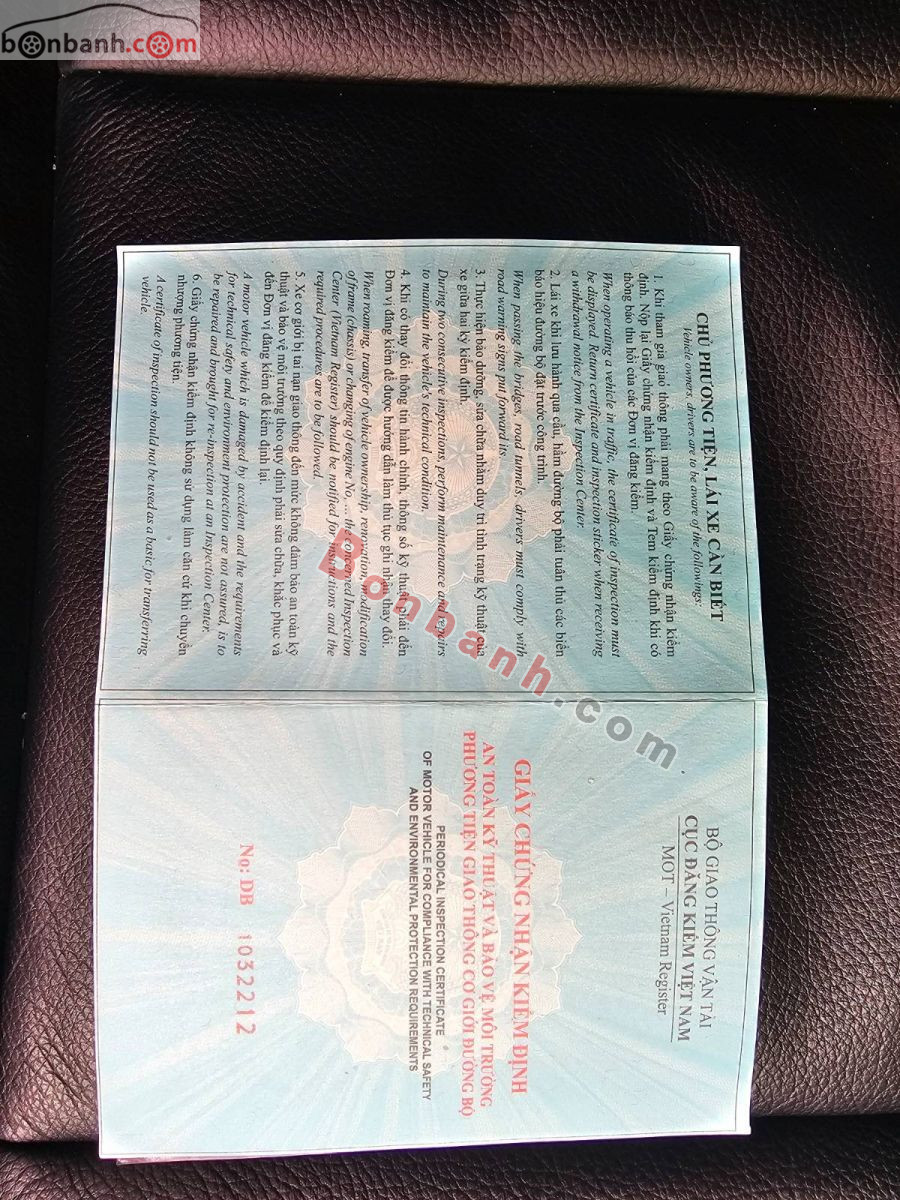 bonbanh.com
CHỦ PHƯƠNG TIỆN, LÁI XE CẦN BIẾT
Vehicle owners, drivers are to be aware of the followings:
1. Khi tham gia giao thông phải mang theo Giấy chứng nhận kiểm
định. Nộp lại Giấy chứng nhận kiểm định và Tem kiểm định khi có
thông báo thu hồi của các Đơn vị đăng kiểm.
When operating a vehicle in traffic, the certificate of inspection must
be displayed. Return certificate and inspection sticker when receiving
a withdrawal notice from the Inspection Center.
2. Lái xe khi lưu hành qua cầu, hầm đường bộ phải tuân thủ các biển
báo hiệu đường bộ đặt trước công trình.
When passing the bridges, road tunnels, drivers must comply with
road warning signs put forward its.
3. Thực hiện bảo dưỡng, sửa chữa nhằm duy trì tình trạng kỹ thuật của
xe giữa hai kỳ kiểm định.
During two consecutive inspections, perform maintenance and repairs
to maintain the vehicle's technical condition.
4. Khi có thay đổi thông tin hành chính, thông số kỹ thuật phải đến
Đơn vị đăng kiểm để được hướng dẫn làm thủ tục ghi nhận thay đổi.
When roaming, transfer of vehicle ownership, renovation, modification
of frame (chassis) or changing of engine No,... the concerned Inspection
Center (Vietnam Register) should be notified for instructions and the
required procedures are to be followed.
5. Xe cơ giới bị tai nạn giao thông đến mức không đảm bảo an toàn kỹ
thuật và bảo vệ môi trường theo quy định phải sửa chữa, khắc phục và
đến Đơn vị đăng kiểm để kiểm định lại.
A motor vehicle which is damaged by accident and the requirements
for technical safety and environment protection are not assured, is to
be repaired and brought for re-inspection at an Inspection Center.
6. Giấy chứng nhận kiểm định không sử dụng làm căn cứ khi chuyển
nhượng phương tiện.
A certificate of inspection should not be used as a basic for transferring
vehicle.
BỘ GIAO THÔNG VẬN TẢI
CỤC ĐĂNG KIỂM VIỆT NAM
MOT – Vietnam Register
GIẤY CHỨNG NHẬN KIỂM ĐỊNH
AN TOÀN KỸ THUẬT VÀ BẢO VỆ MÔI TRƯỜNG
PHƯƠNG TIỆN GIAO THÔNG CƠ GIỚI ĐƯỜNG BỘ
PERIODICAL INSPECTION CERTIFICATE
OF MOTOR VEHICLE FOR COMPLIANCE WITH TECHNICAL SAFETY
AND ENVIRONMENTAL PROTECTION REQUIREMENTS
No: DB 1032212
Bonbanh.com